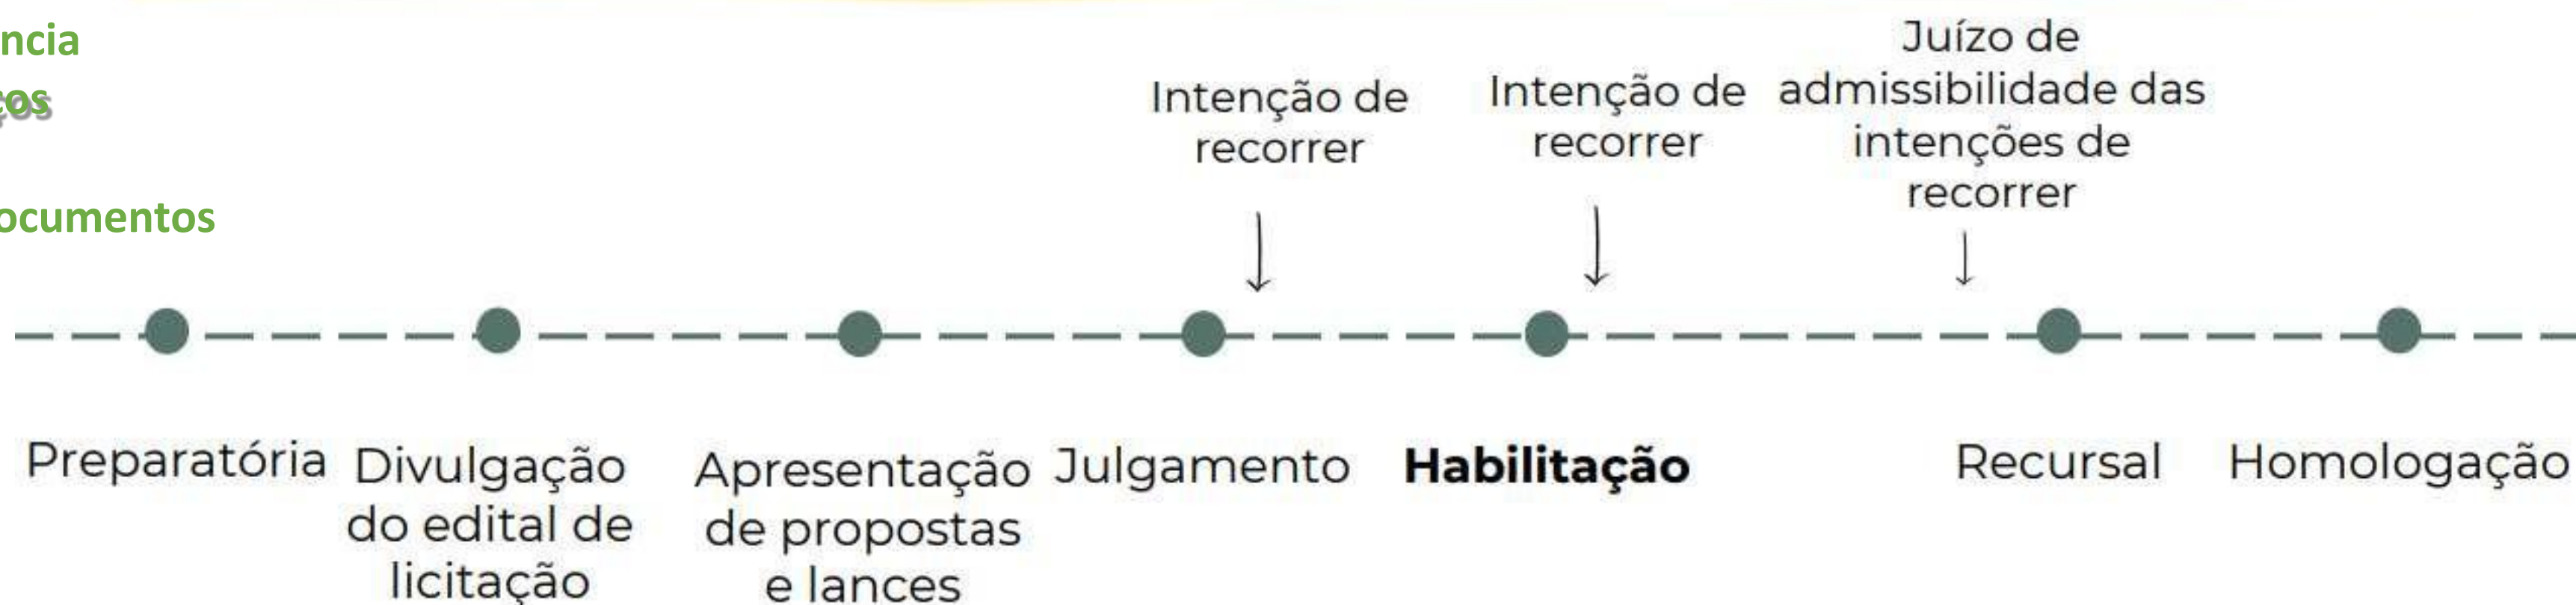 ncia
ços
ocumentos
Intenção de
recorrer
Intenção de
recorrer
Juízo de
admissibilidade das
intenções de
recorrer
Preparatória
Divulgação
do edital de
licitação
Apresentação
de propostas
e lances
Julgamento
Habilitação
Recursal
Homologação